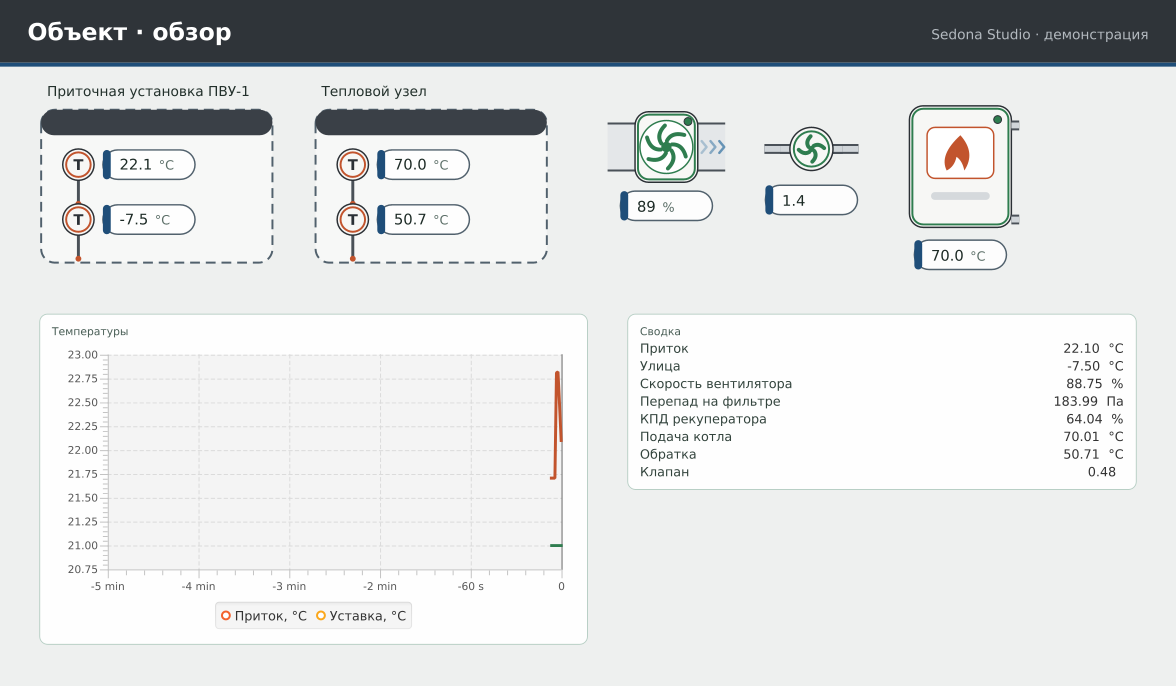 Объект · обзор
Sedona Studio · демонстрация
Приточная установка ПВУ-1
Тепловой узел
T 22.1 °C
T -7.5 °C
T 70.0 °C
T 50.7 °C
89 %
1.4
70.0 °C
Температуры
23.00
22.75
22.50
22.25
22.00
21.75
21.50
21.25
21.00
20.75
-5 min -4 min -3 min -2 min -60 s 0
Приток, °C Уставка, °C
Сводка
Приток 22.10 °C
Улица -7.50 °C
Скорость вентилятора 88.75 %
Перепад на фильтре 183.99 Па
КПД рекуператора 64.04 %
Подача котла 70.01 °C
Обратка 50.71 °C
Клапан 0.48